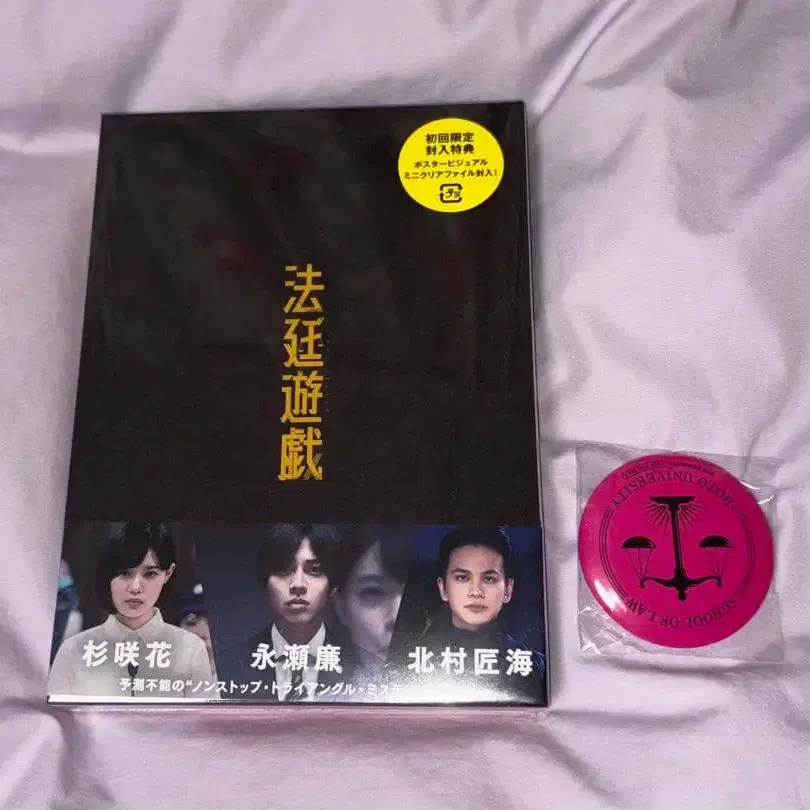 初回限定
封入特典
ポスタービジュアル
ミニクリアファイル封入!
法廷遊戯
杉咲花
永瀬廉
北村匠海
予測不能の“ノンストップ・トライアングル・ミス
HOTO UNIVERSITY
SCHOOL OF LAW